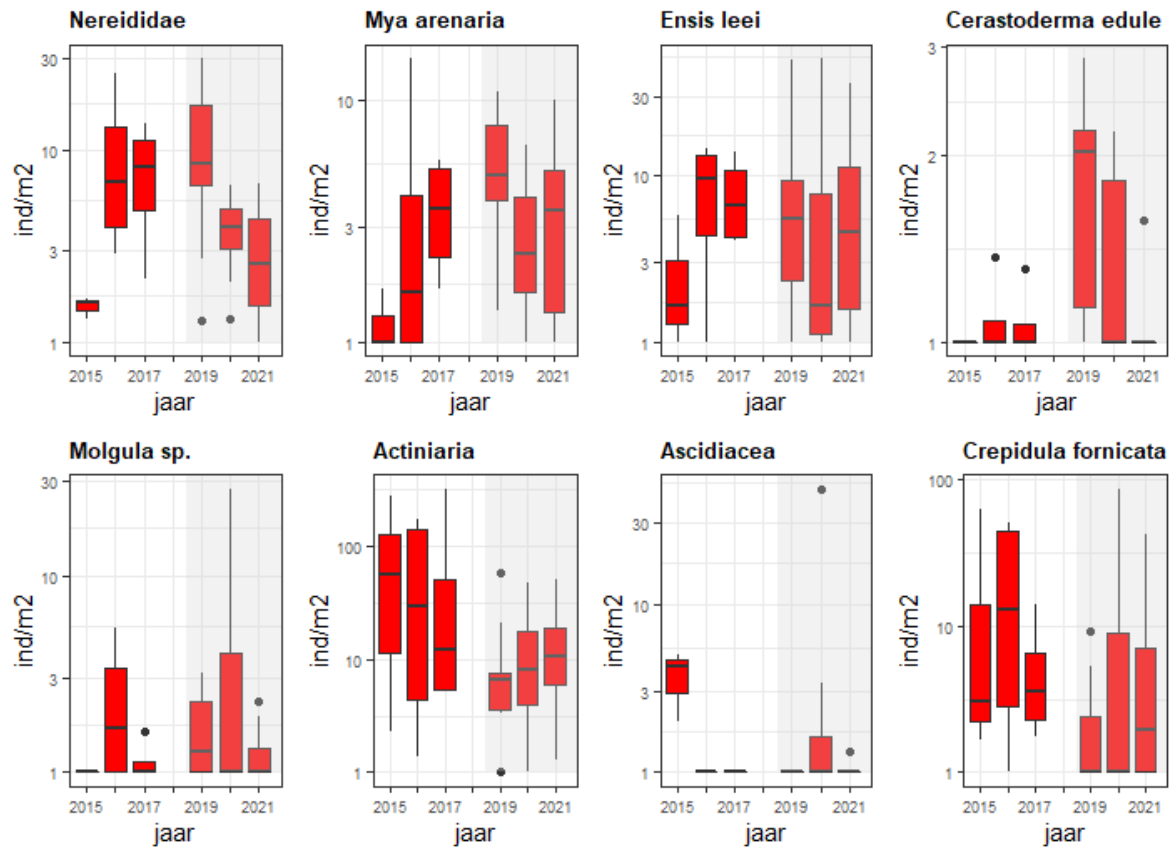 Nereididae
Mya arenaria
Ensis leei
Cerastoderma edule
30
10
3
1
ind/m2
2015 2017 2019 2021
jaar
10
3
1
ind/m2
2015 2017 2019 2021
jaar
30
10
3
1
ind/m2
2015 2017 2019 2021
jaar
3
2
1
ind/m2
2015 2017 2019 2021
jaar
Molgula sp.
Actiniaria
Ascidiacea
Crepidula fornicata
30
10
3
1
ind/m2
2015 2017 2019 2021
jaar
100
10
1
ind/m2
2015 2017 2019 2021
jaar
30
10
3
1
ind/m2
2015 2017 2019 2021
jaar
100
10
1
ind/m2
2015 2017 2019 2021
jaar